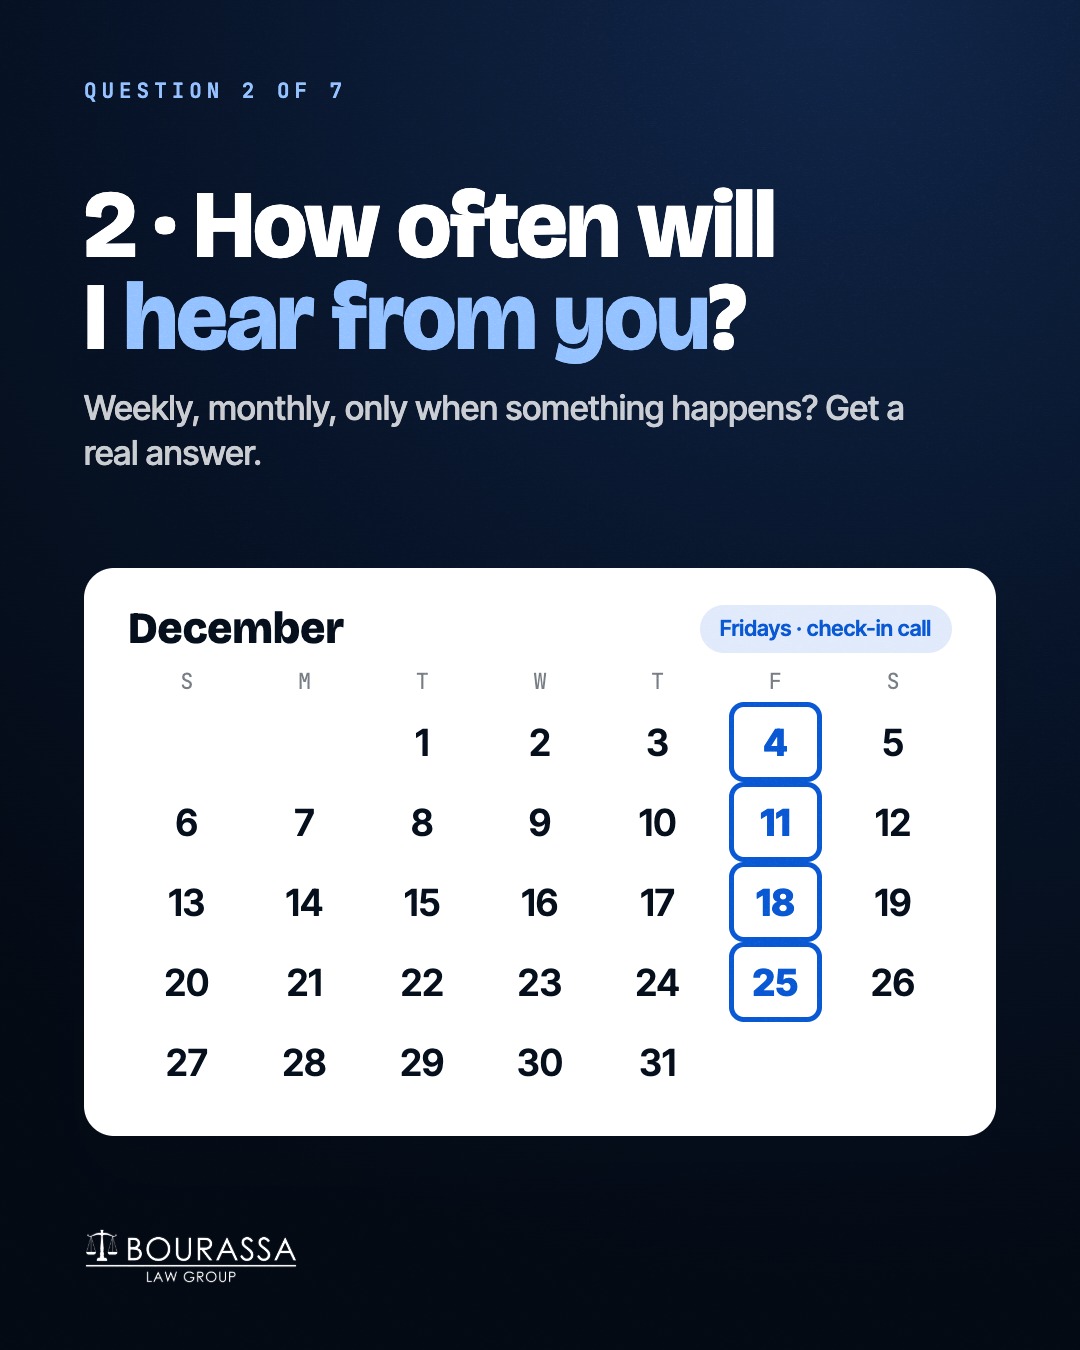 QUESTION 2 OF 7
2 · How often will
I hear from you?
Weekly, monthly, only when something happens? Get a
real answer.
December
Fridays · check-in call
S M T W T F S
1 2 3 4 5
6 7 8 9 10 11 12
13 14 15 16 17 18 19
20 21 22 23 24 25 26
27 28 29 30 31
BOURASSA
LAW GROUP